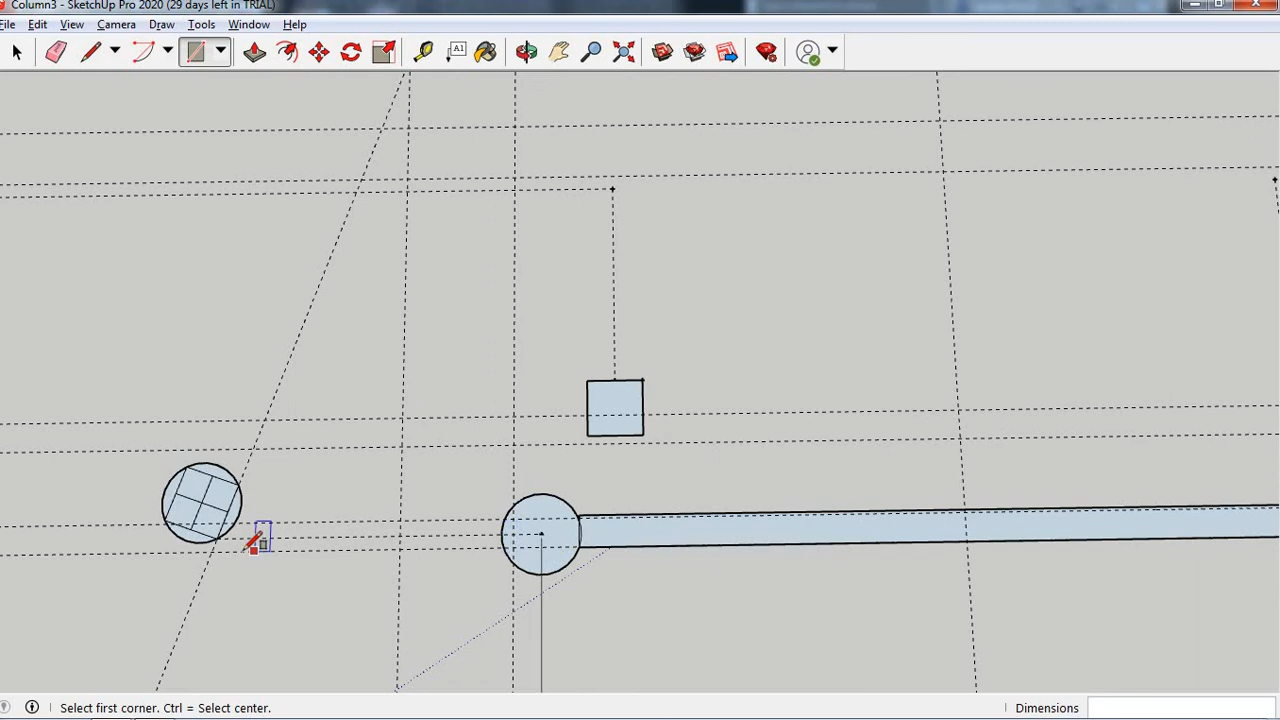 Column3 - SketchUp Pro 2020 (29 days left in TRIAL)
File Edit View Camera Draw Tools Window Help
A1
Select first corner. Ctrl = Select center.
Dimensions